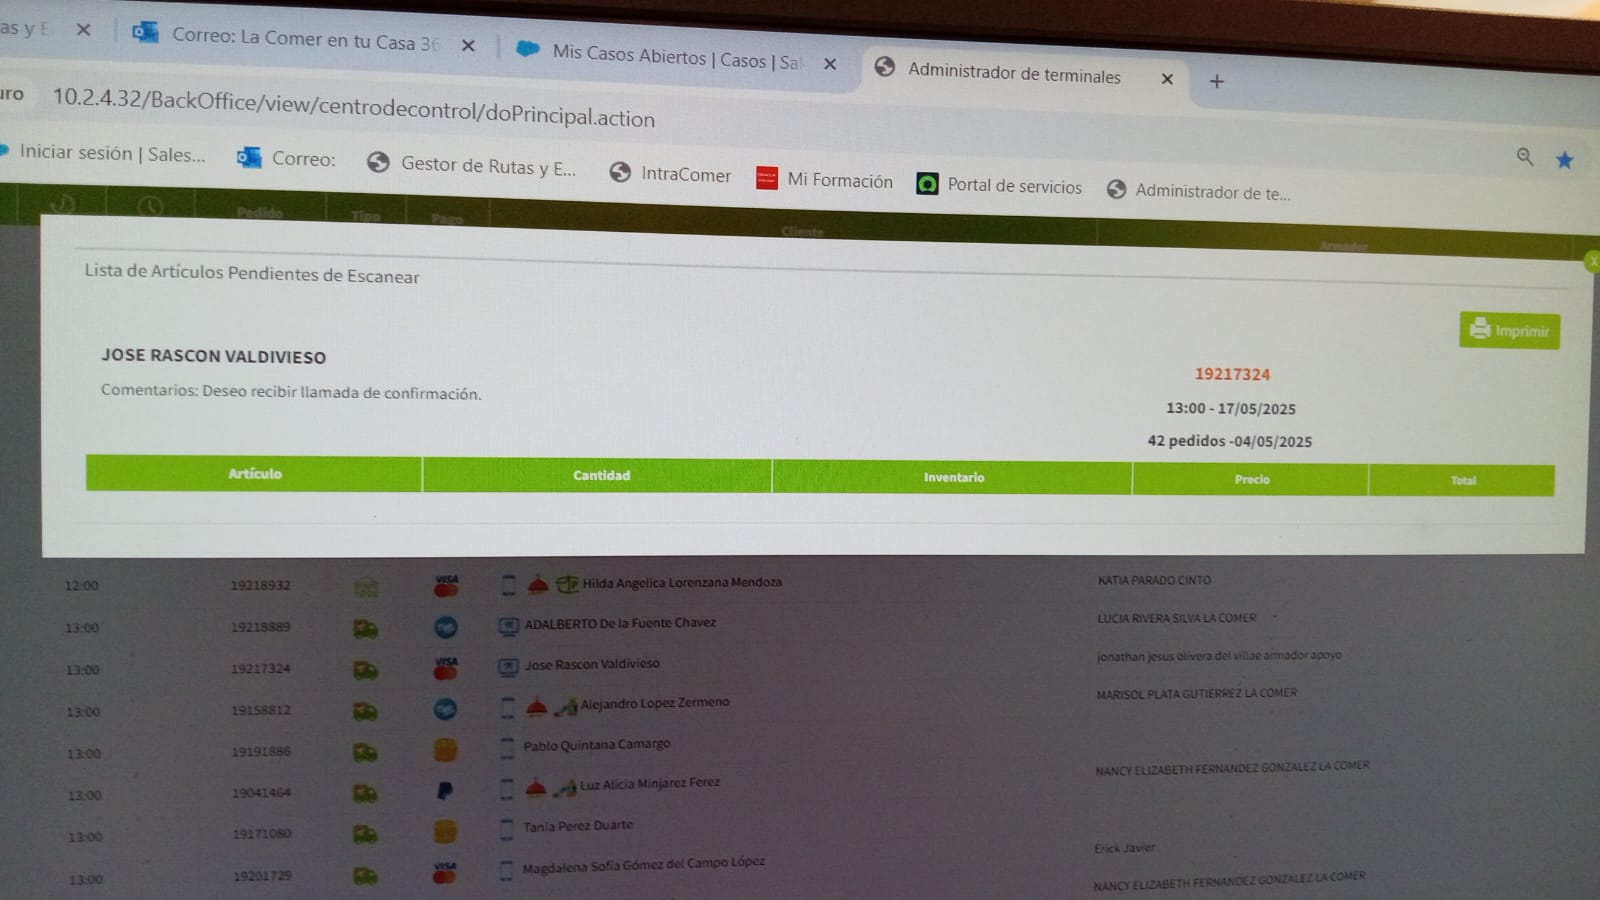 as y E
Correo: La Comer en tu Casa 36
Mis Casos Abiertos | Casos | Sal
Administrador de terminales
uro 10.2.4.32/BackOffice/view/centrodecontrol/doPrincipal.action
Iniciar sesión | Sales...
Correo:
Gestor de Rutas y E...
IntraComer
Mi Formación
Portal de servicios
Administrador de te...
Pedido Tipo Pago Cliente Armador
X
Lista de Artículos Pendientes de Escanear
Imprimir
JOSE RASCON VALDIVIESO
19217324
Comentarios: Deseo recibir llamada de confirmación.
13:00 - 17/05/2025
42 pedidos -04/05/2025
Artículo Cantidad Inventario Precio Total
12:00 19218932 VISA Hilda Angelica Lorenzana Mendoza KATIA PARADO CINTO
13:00 19218889 ADALBERTO De la Fuente Chavez LUCIA RIVERA SILVA LA COMER
13:00 19217324 VISA Jose Rascon Valdivieso jonathan jesus olivera del villae armador apoyo
13:00 19158812 Alejandro Lopez Zermeno MARISOL PLATA GUTIERREZ LA COMER
13:00 19191886 Pablo Quintana Camargo
13:00 19041464 Luz Alicia Minjarez Ferez NANCY ELIZABETH FERNANDEZ GONZALEZ LA COMER
13:00 19171080 Tania Perez Duarte
13:00 19201729 VISA Magdalena Sofía Gómez del Campo López Erick Javier
NANCY ELIZABETH FERNANDEZ GONZALEZ LA COMER